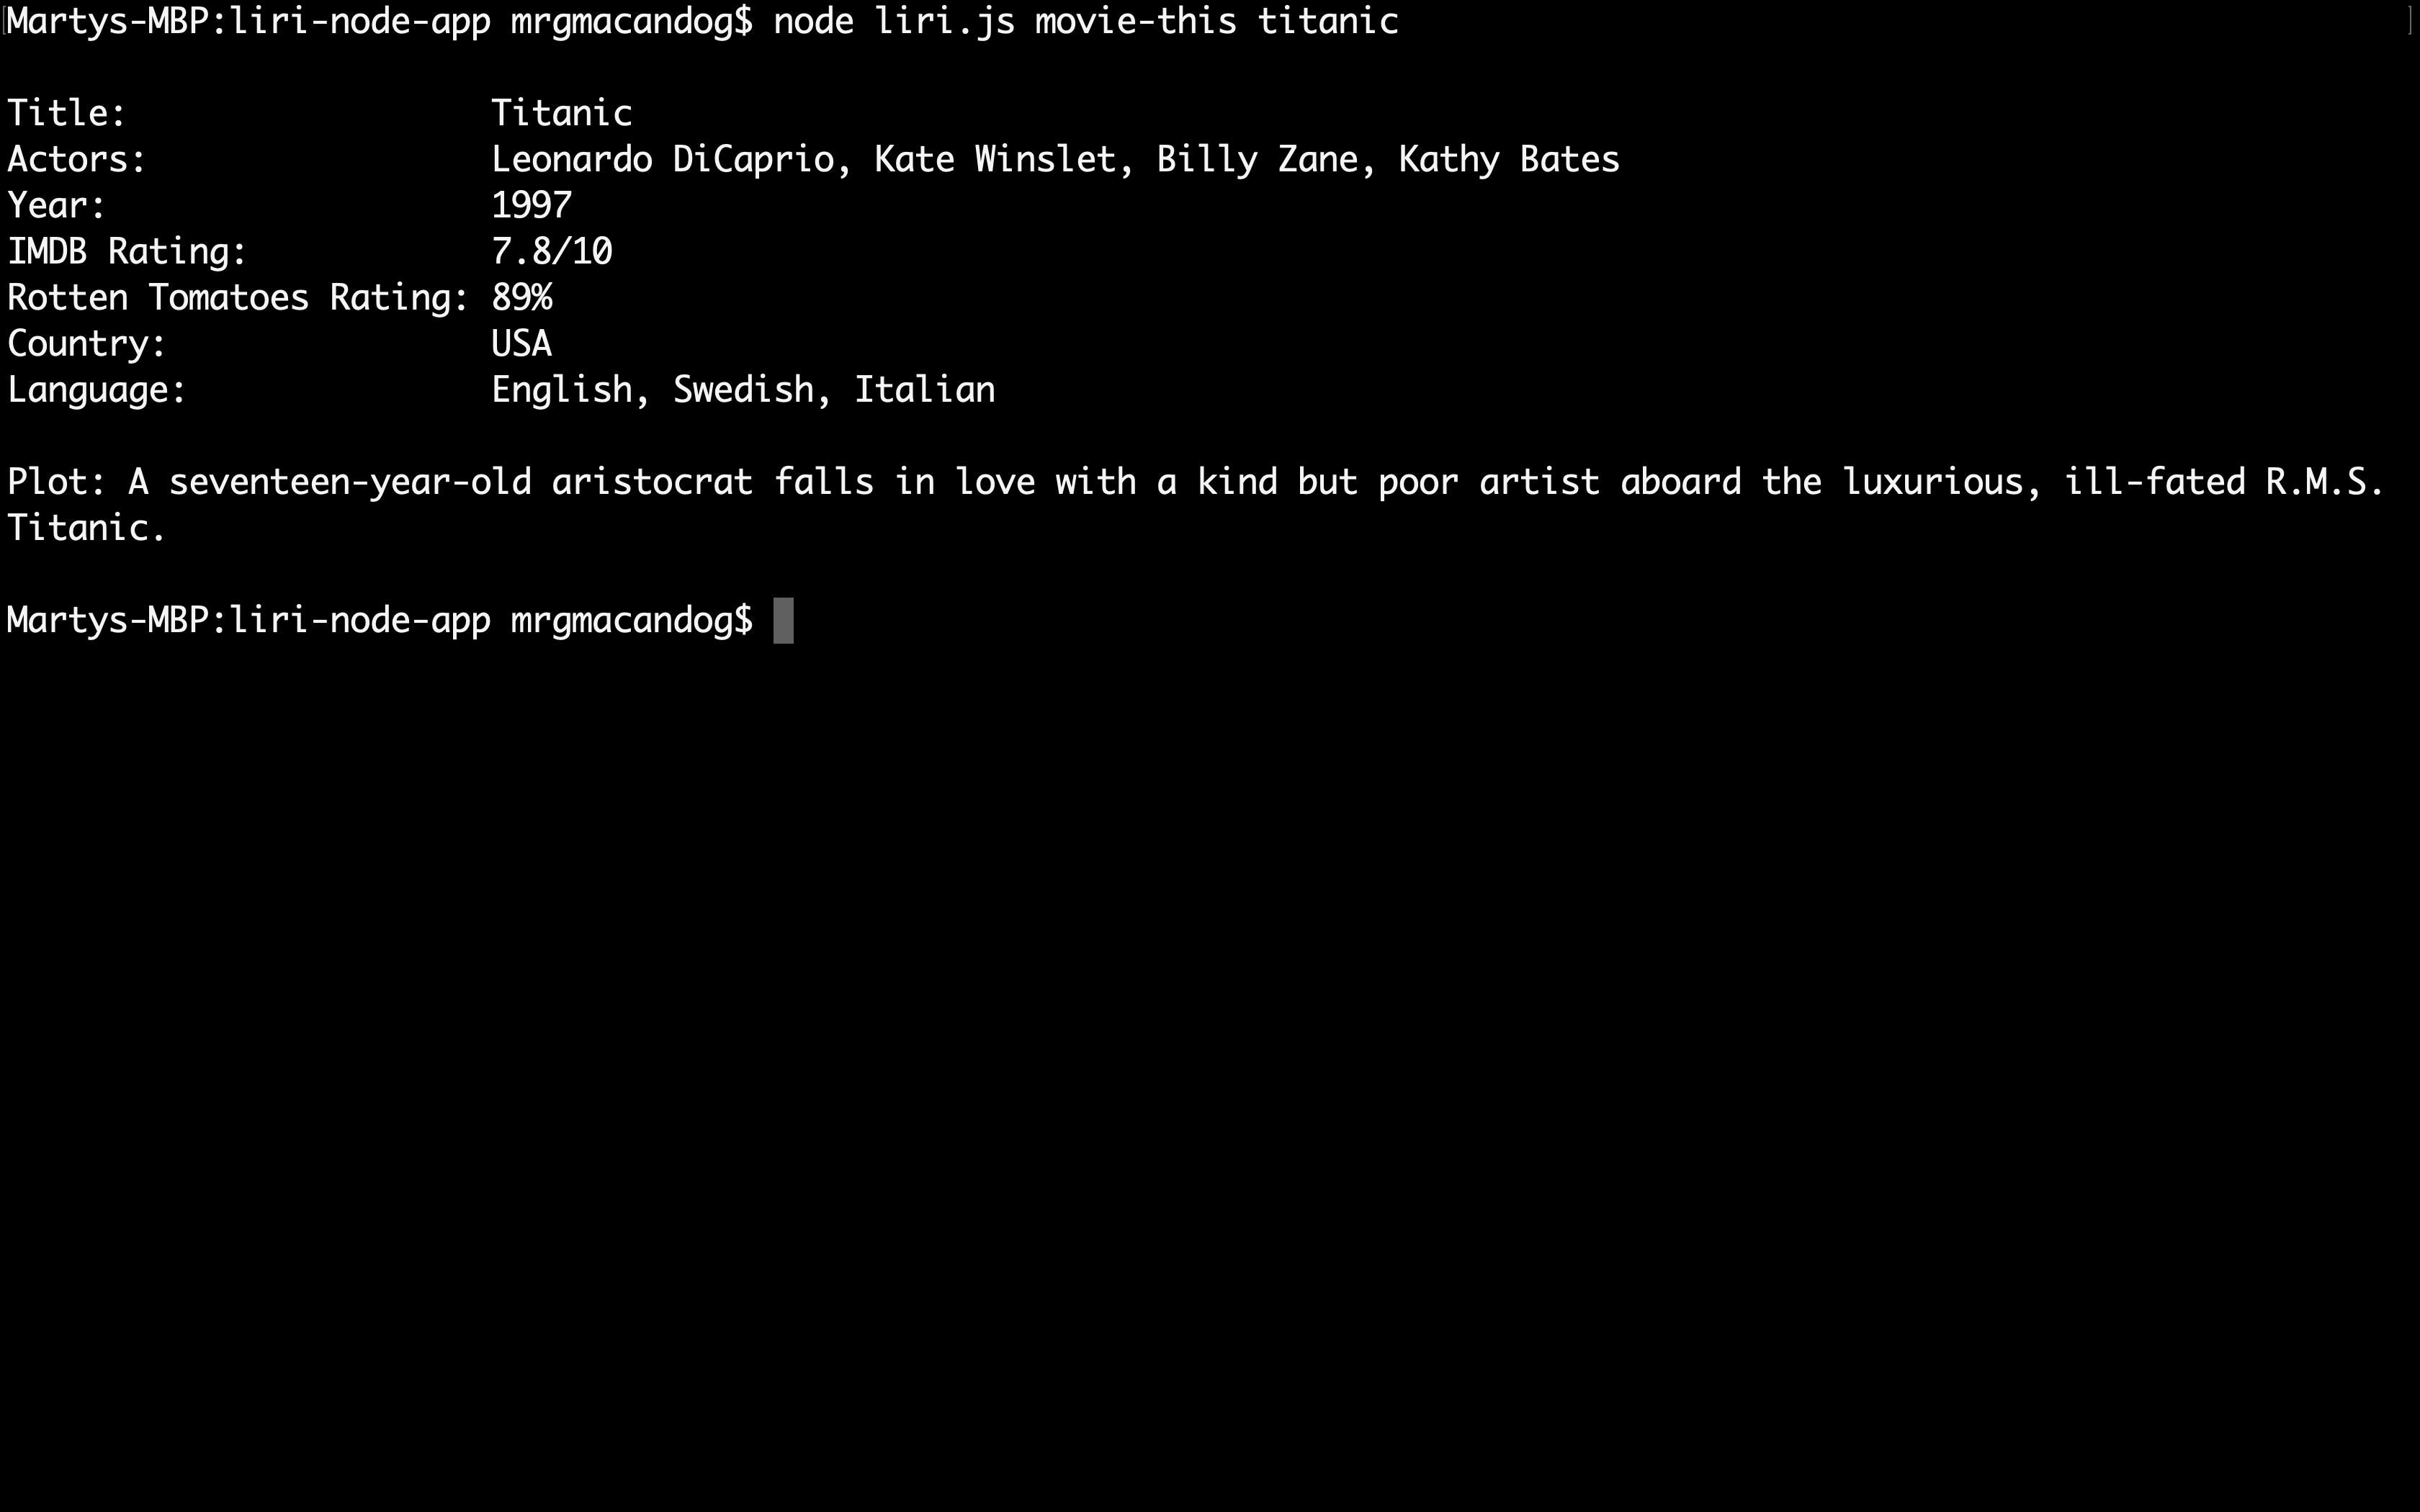 Martys-MBP:liri-node-app mrgmacandog$ node liri.js movie-this titanic
Title: Titanic
Actors: Leonardo DiCaprio, Kate Winslet, Billy Zane, Kathy Bates
Year: 1997
IMDB Rating: 7.8/10
Rotten Tomatoes Rating: 89%
Country: USA
Language: English, Swedish, Italian
Plot: A seventeen-year-old aristocrat falls in love with a kind but poor artist aboard the luxurious, ill-fated R.M.S.
Titanic.
Martys-MBP:liri-node-app mrgmacandog$